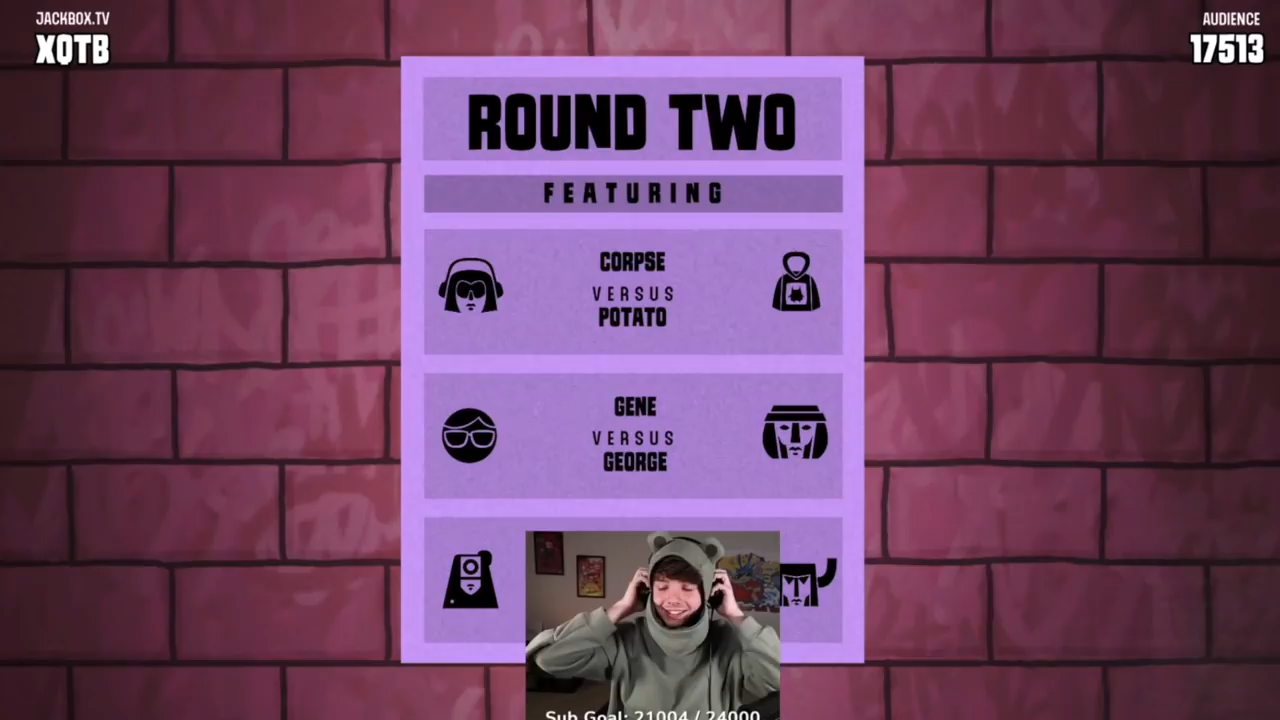 JACKBOX.TV
XQTB
AUDIENCE
17513
ROUND TWO
FEATURING
CORPSE
VERSUS
POTATO
GENE
VERSUS
GEORGE
Sub Goal: 21004 / 24000